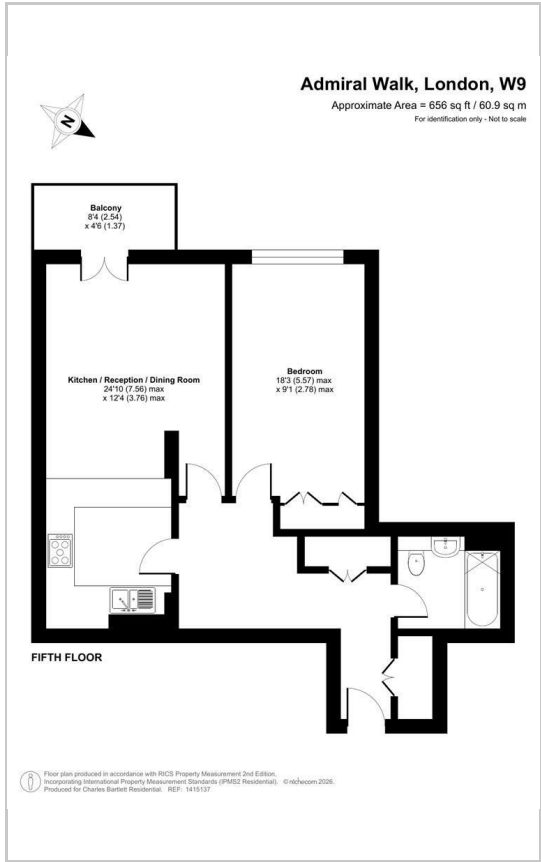 Admiral Walk, London, W9
Approximate Area = 656 sq ft / 60.9 sq m
For identification only - Not to scale
N
Balcony
8'4 (2.54)
x 4'6 (1.37)
Kitchen / Reception / Dining Room
24'10 (7.56) max
x 12'4 (3.76) max
Bedroom
18'3 (5.57) max
x 9'1 (2.78) max
FIFTH FLOOR
Floor plan produced in accordance with RICS Property Measurement 2nd Edition,
Incorporating International Property Measurement Standards (IPMS2 Residential). © nichecom 2026.
Produced for Charles Bartlett Residential. REF: 1415137